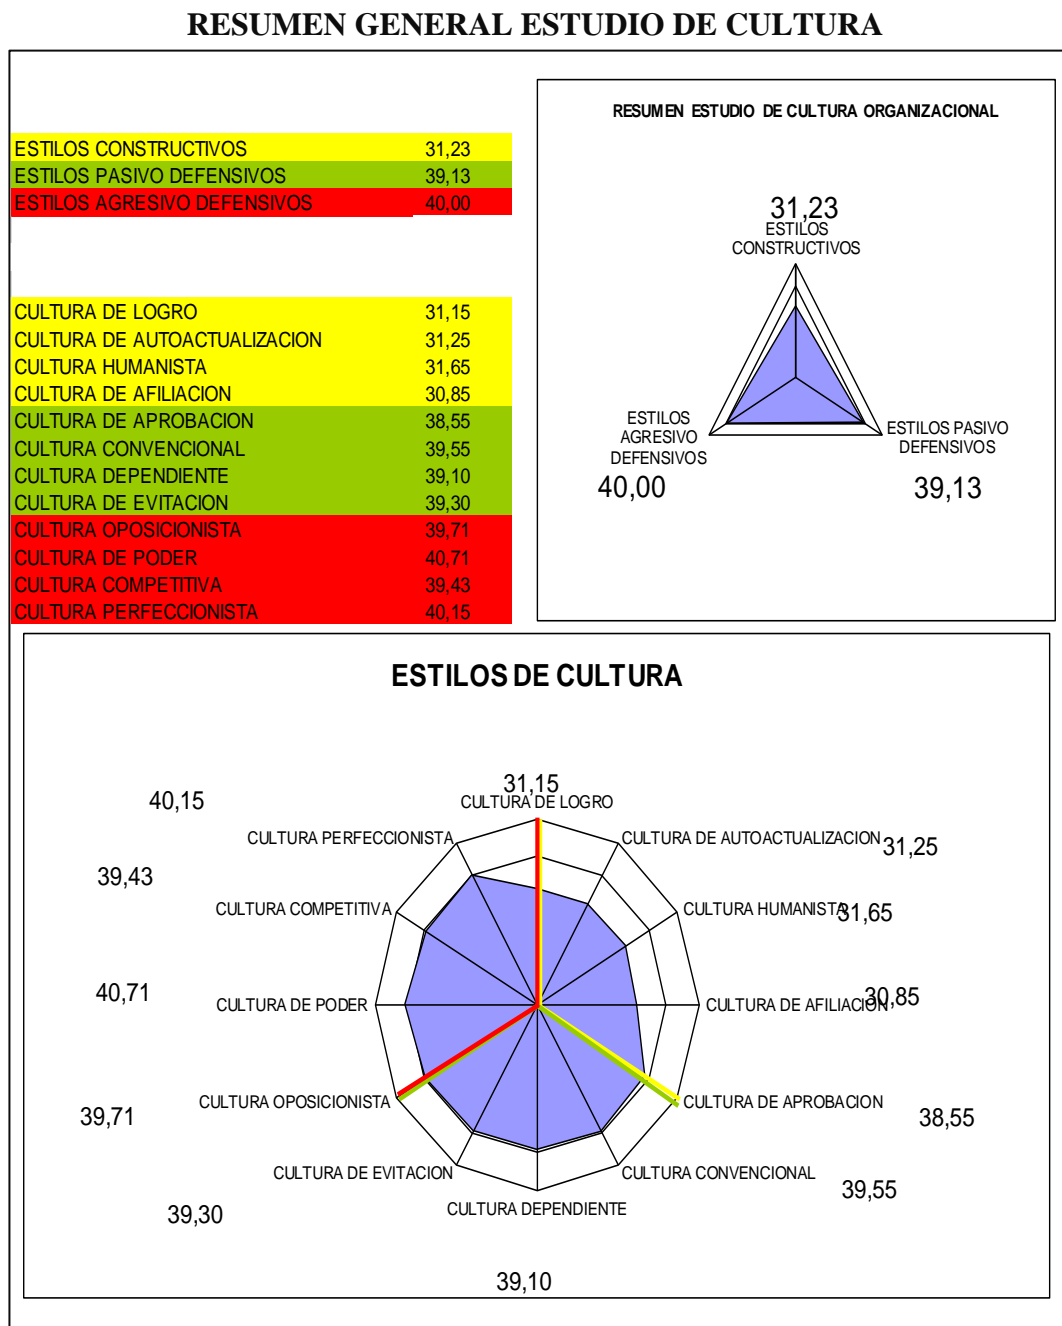 RESUMEN GENERAL ESTUDIO DE CULTURA
ESTILOS CONSTRUCTIVOS 31,23
ESTILOS PASIVO DEFENSIVOS 39,13
ESTILOS AGRESIVO DEFENSIVOS 40,00
CULTURA DE LOGRO 31,15
CULTURA DE AUTOACTUALIZACION 31,25
CULTURA HUMANISTA 31,65
CULTURA DE AFILIACION 30,85
CULTURA DE APROBACION 38,55
CULTURA CONVENCIONAL 39,55
CULTURA DEPENDIENTE 39,10
CULTURA DE EVITACION 39,30
CULTURA OPOSICIONISTA 39,71
CULTURA DE PODER 40,71
CULTURA COMPETITIVA 39,43
CULTURA PERFECCIONISTA 40,15
RESUMEN ESTUDIO DE CULTURA ORGANIZACIONAL
31,23
ESTILOS
CONSTRUCTIVOS
ESTILOS
AGRESIVO
DEFENSIVOS
40,00
ESTILOS PASIVO
DEFENSIVOS
39,13
ESTILOS DE CULTURA
31,15
CULTURA DE LOGRO
40,15
CULTURA PERFECCIONISTA
CULTURA DE AUTOACTUALIZACION
31,25
39,43
CULTURA COMPETITIVA
CULTURA HUMANISTA
31,65
40,71
CULTURA DE PODER
CULTURA DE AFILIACION
30,85
CULTURA OPOSICIONISTA
39,71
CULTURA DE APROBACION
38,55
CULTURA DE EVITACION
39,30
CULTURA CONVENCIONAL
39,55
CULTURA DEPENDIENTE
39,10